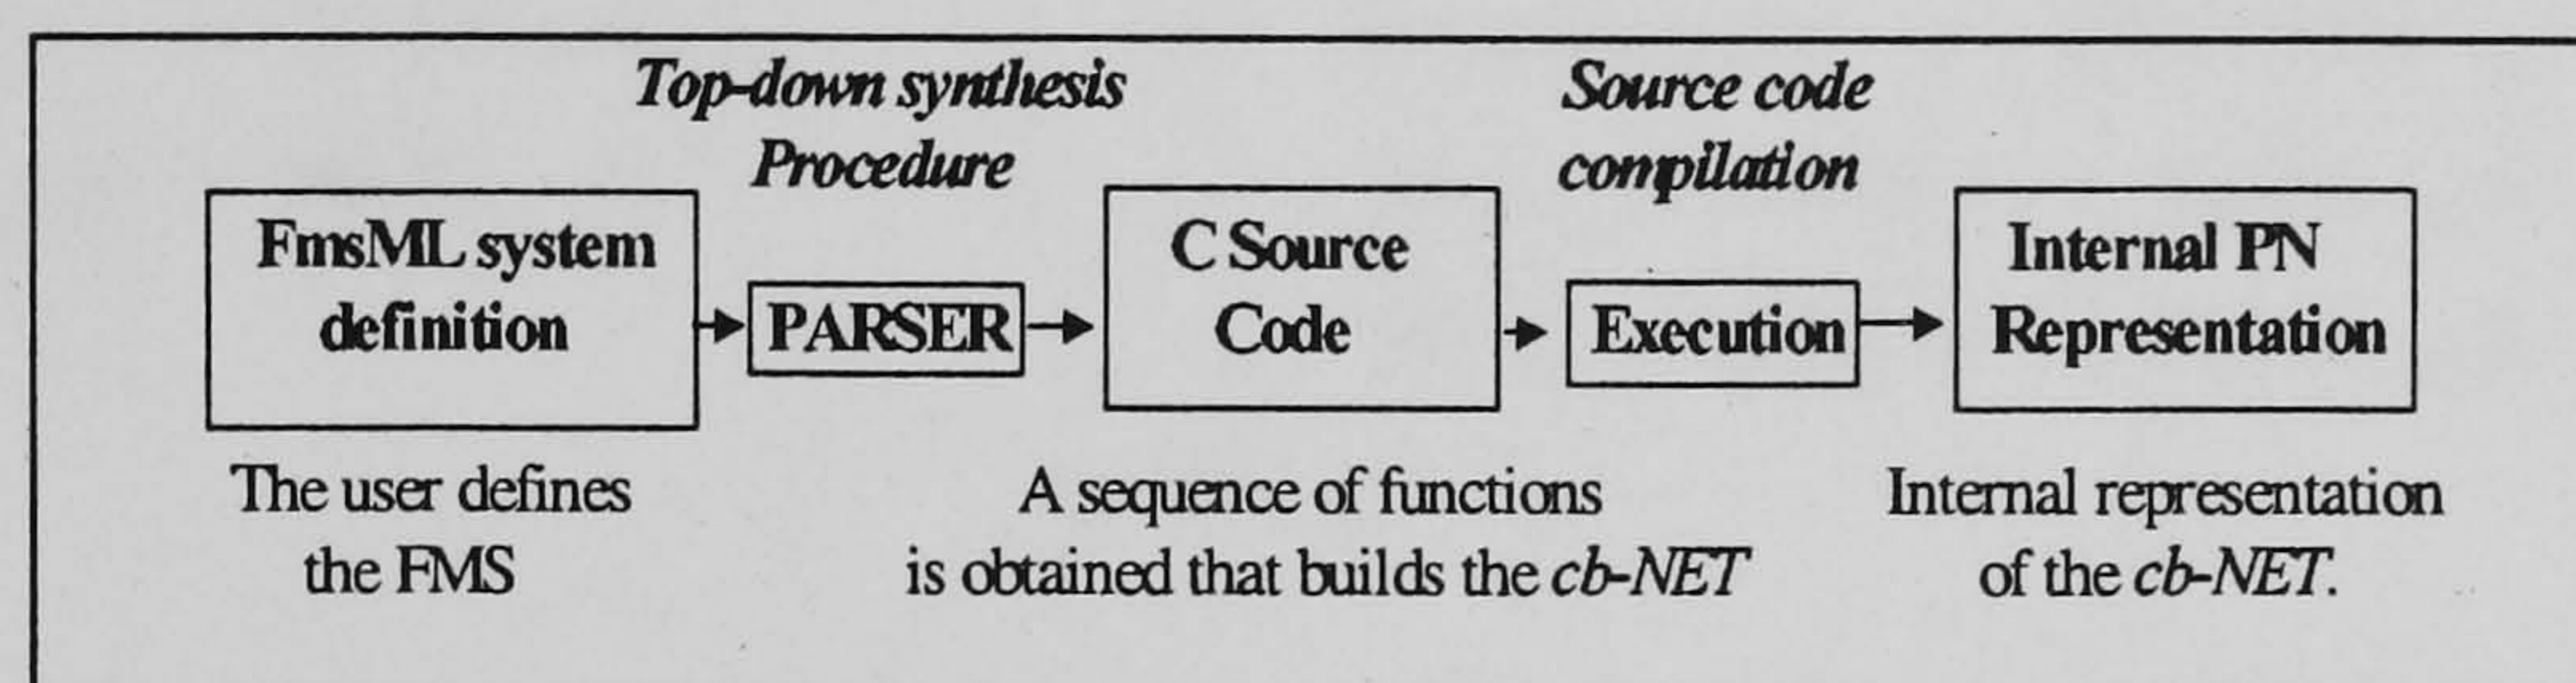 Top-down synthesis
Procedure
Source code
compilation
FmsML system
definition
PARSER
C Source
Code
Execution
Internal PN
Representation
The user defines
the FMS
A sequence of functions
is obtained that builds the cb-NET
Internal representation
of the cb-NET.